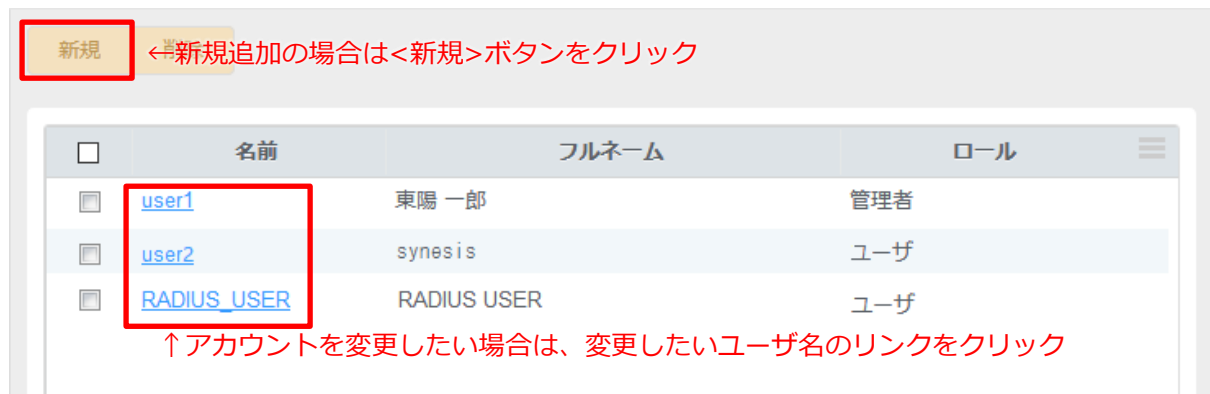 新規 削除 ←新規追加の場合は<新規>ボタンをクリック
名前 フルネーム ロール
user1 東陽 一郎 管理者
user2 synesis ユーザ
RADIUS_USER RADIUS USER ユーザ
↑アカウントを変更したい場合は、変更したいユーザ名のリンクをクリック